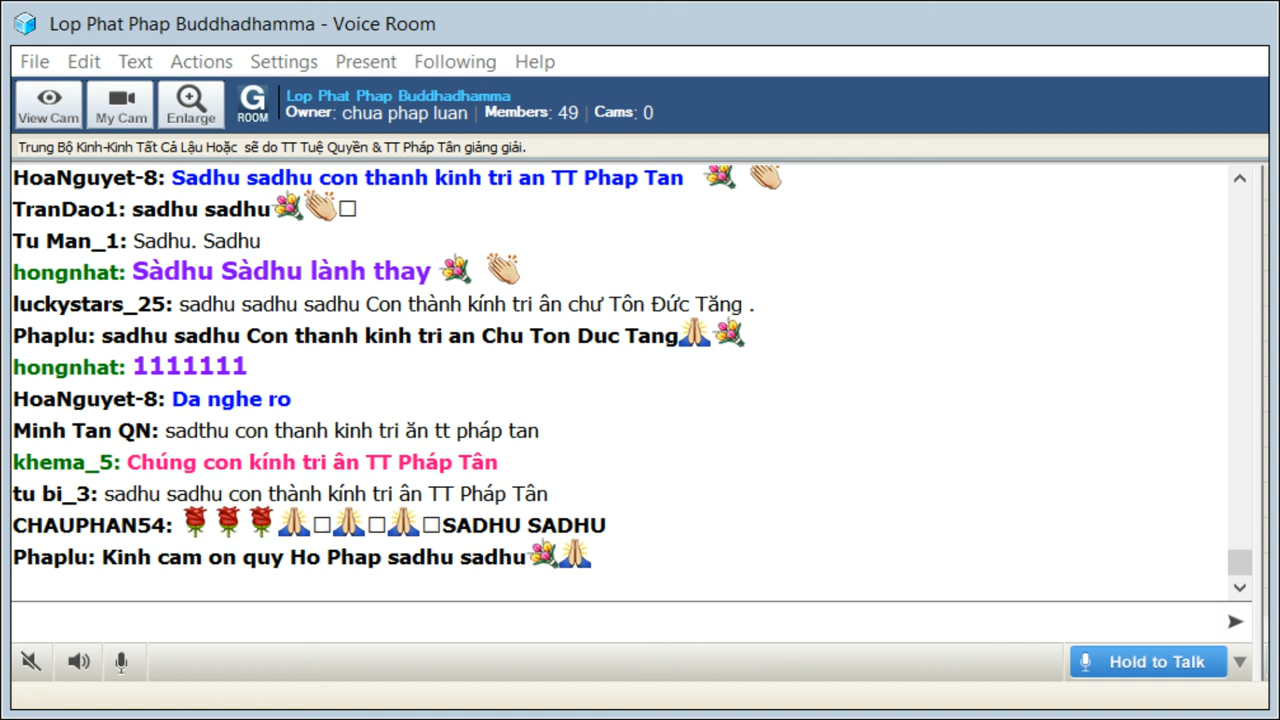 Lop Phat Phap Buddhadhamma - Voice Room
File Edit Text Actions Settings Present Following Help
View Cam My Cam Enlarge G ROOM
Lop Phat Phap Buddhadhamma
Owner: chua phap luan | Members: 49 | Cams: 0
Trung Bộ Kinh-Kinh Tất Cả Lậu Hoặc sẽ do TT Tuệ Quyền & TT Pháp Tân giảng giải.
HoaNguyet-8: Sadhu sadhu con thanh kinh tri an TT Phap Tan
TranDao1: sadhu sadhu
Tu Man_1: Sadhu. Sadhu
hongnhat: Sàdhu Sàdhu lành thay
luckystars_25: sadhu sadhu sadhu Con thành kính tri ân chư Tôn Đức Tăng .
Phaplu: sadhu sadhu Con thanh kinh tri an Chu Ton Duc Tang
hongnhat: 1111111
HoaNguyet-8: Da nghe ro
Minh Tan QN: sadthu con thanh kinh tri ăn tt pháp tan
khema_5: Chúng con kính tri ân TT Pháp Tân
tu bi_3: sadhu sadhu con thành kính tri ân TT Pháp Tân
CHAUPHAN54: SADHU SADHU
Phaplu: Kinh cam on quy Ho Phap sadhu sadhu
Hold to Talk